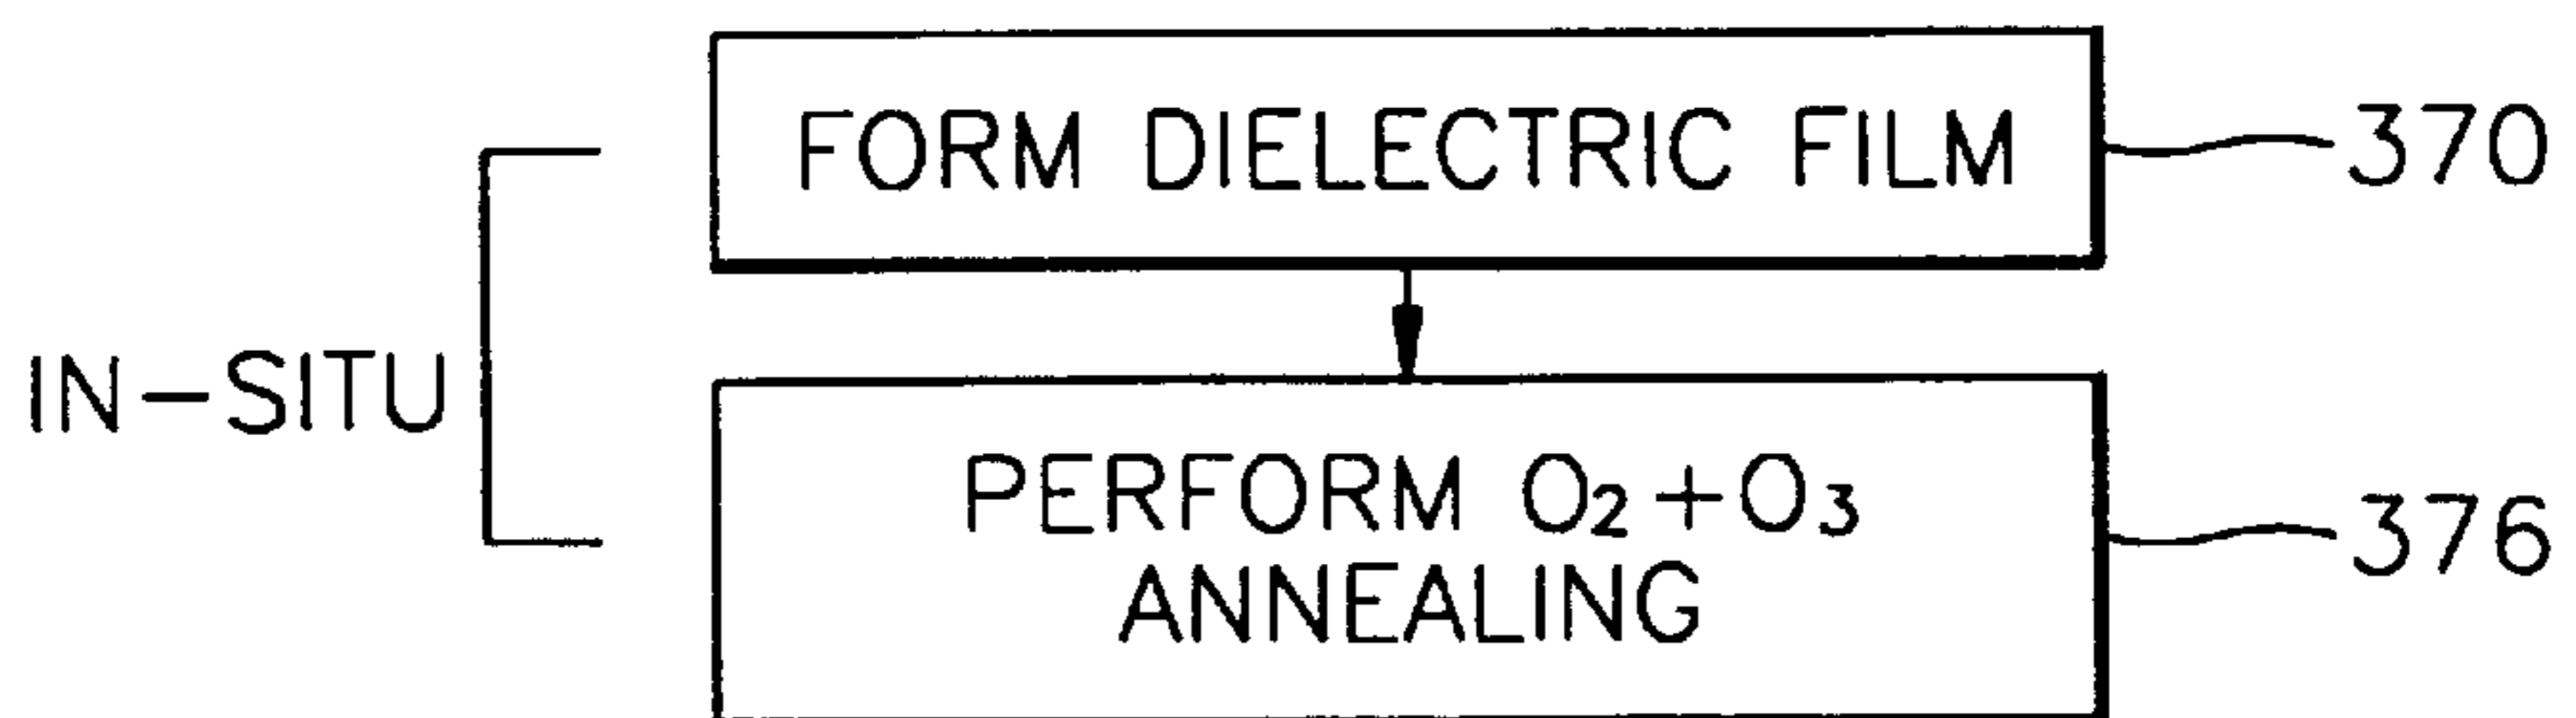 FORM DIELECTRIC FILM
370
IN-SITU
PERFORM O₂+O₃
ANNEALING
376